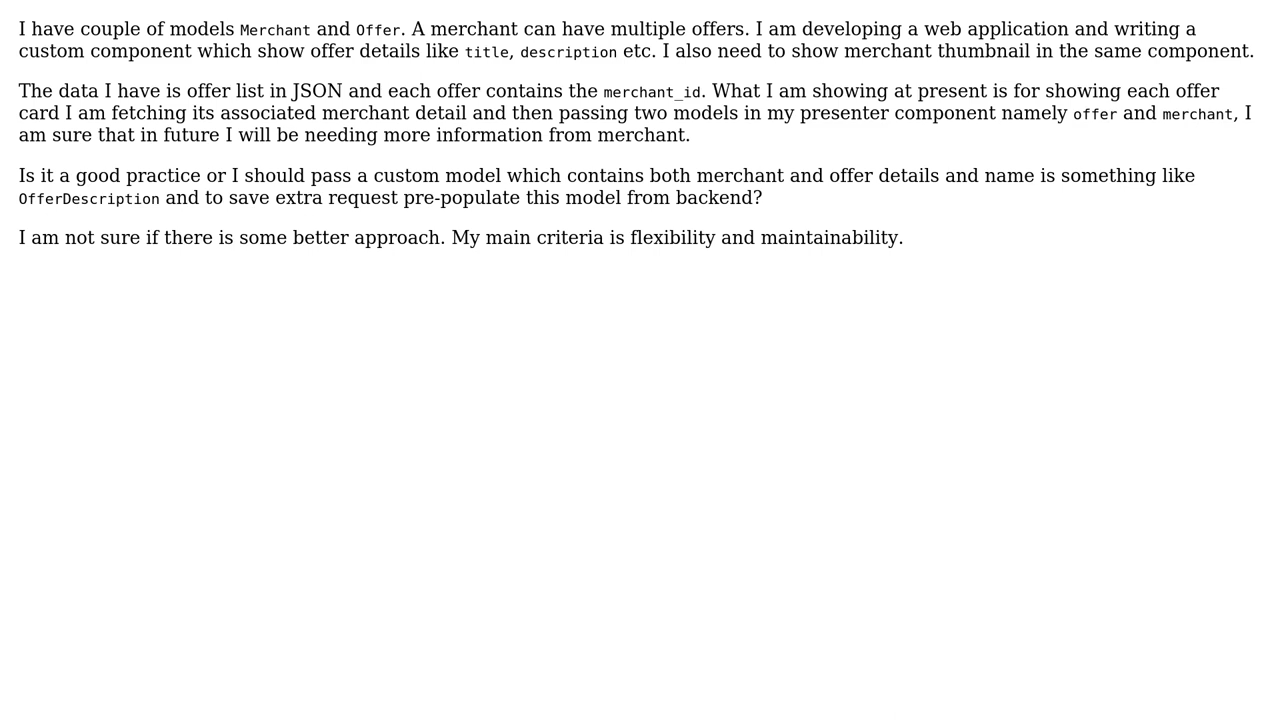 I have couple of models Merchant and Offer. A merchant can have multiple offers. I am developing a web application and writing a
custom component which show offer details like title, description etc. I also need to show merchant thumbnail in the same component.
The data I have is offer list in JSON and each offer contains the merchant_id. What I am showing at present is for showing each offer
card I am fetching its associated merchant detail and then passing two models in my presenter component namely offer and merchant, I
am sure that in future I will be needing more information from merchant.
Is it a good practice or I should pass a custom model which contains both merchant and offer details and name is something like
OfferDescription and to save extra request pre-populate this model from backend?
I am not sure if there is some better approach. My main criteria is flexibility and maintainability.